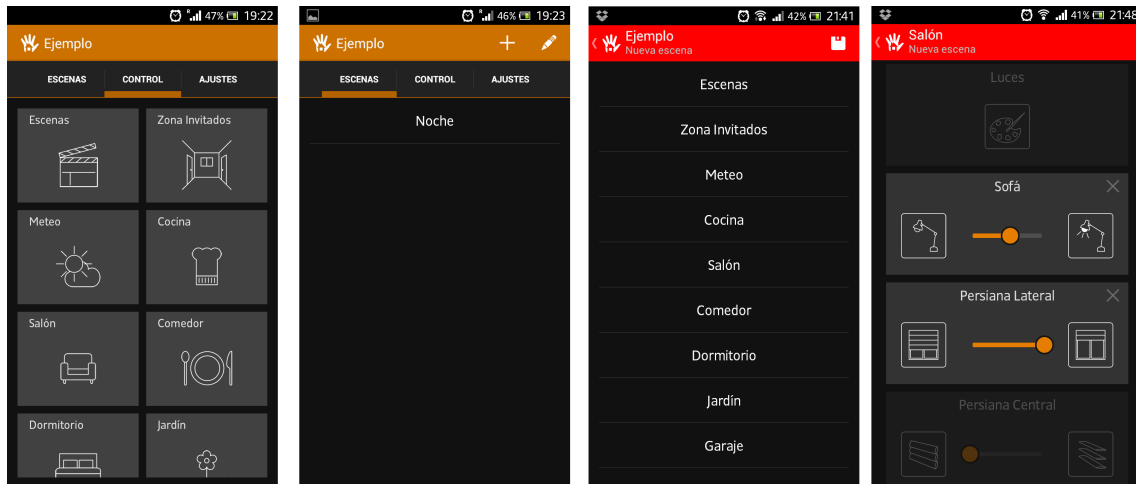 R 47% 19:22
Ejemplo
ESCENAS CONTROL AJUSTES
Escenas Zona Invitados
Meteo Cocina
Salón Comedor
Dormitorio Jardín
R 46% 19:23
Ejemplo
ESCENAS CONTROL AJUSTES
Noche
42% 21:41
Ejemplo
Nueva escena
Escenas
Zona Invitados
Meteo
Cocina
Salón
Comedor
Dormitorio
Jardín
Garaje
41% 21:48
Salón
Nueva escena
Luces
Sofá
Persiana Lateral
Persiana Central